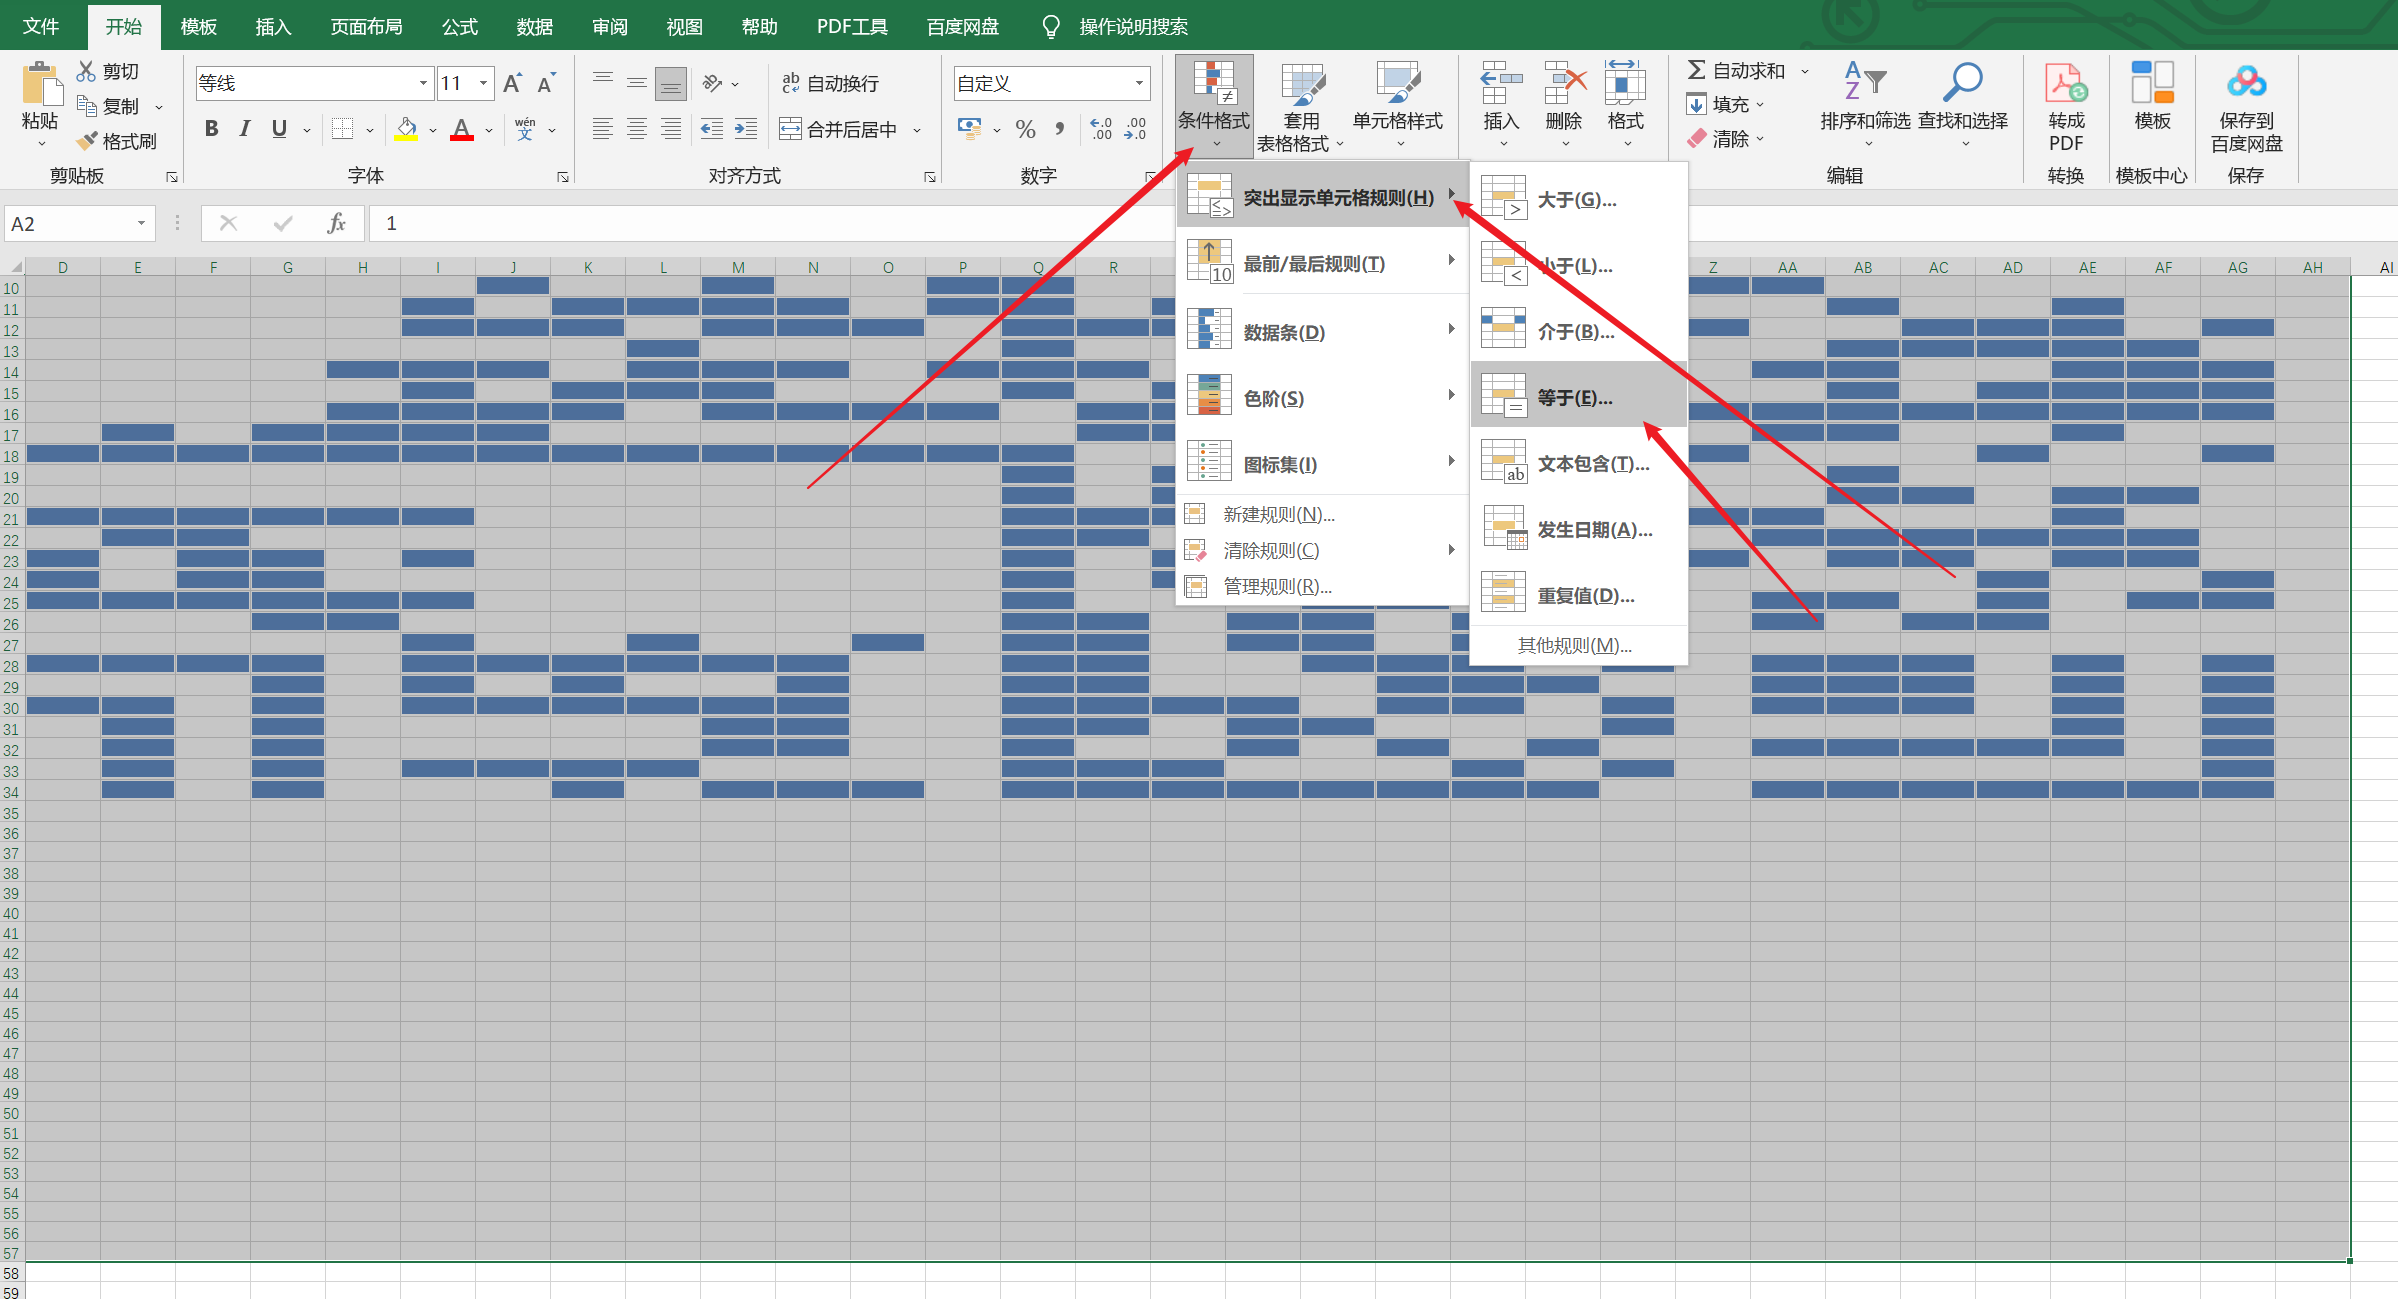 文件 开始 模板 插入 页面布局 公式 数据 审阅 视图 帮助 PDF工具 百度网盘 操作说明搜索
粘贴
剪切
复制
格式刷
剪贴板
等线 11 A A
B I U A wén 文
字体
ab c 自动换行
合并后居中
对齐方式
自定义
% , .0 .00 .00 .0
数字
条件格式
套用
表格格式
单元格样式
插入
删除
格式
Σ 自动求和
填充
清除
AZ
排序和筛选
查找和选择
编辑
转成
PDF
转换
模板
模板中心
保存到
百度网盘
保存
A2 fx 1
D E F G H I J K L M N O P Q R Z AA AB AC AD AE AF AG AH AI
突出显示单元格规则(H)
最前/最后规则(T)
10
数据条(D)
色阶(S)
图标集(I)
新建规则(N)...
清除规则(C)
管理规则(R)...
> 大于(G)...
< 小于(L)...
介于(B)...
= 等于(E)...
ab 文本包含(T)...
发生日期(A)...
重复值(D)...
其他规则(M)...
10
11
12
13
14
15
16
17
18
19
20
21
22
23
24
25
26
27
28
29
30
31
32
33
34
35
36
37
38
39
40
41
42
43
44
45
46
47
48
49
50
51
52
53
54
55
56
57
58
59